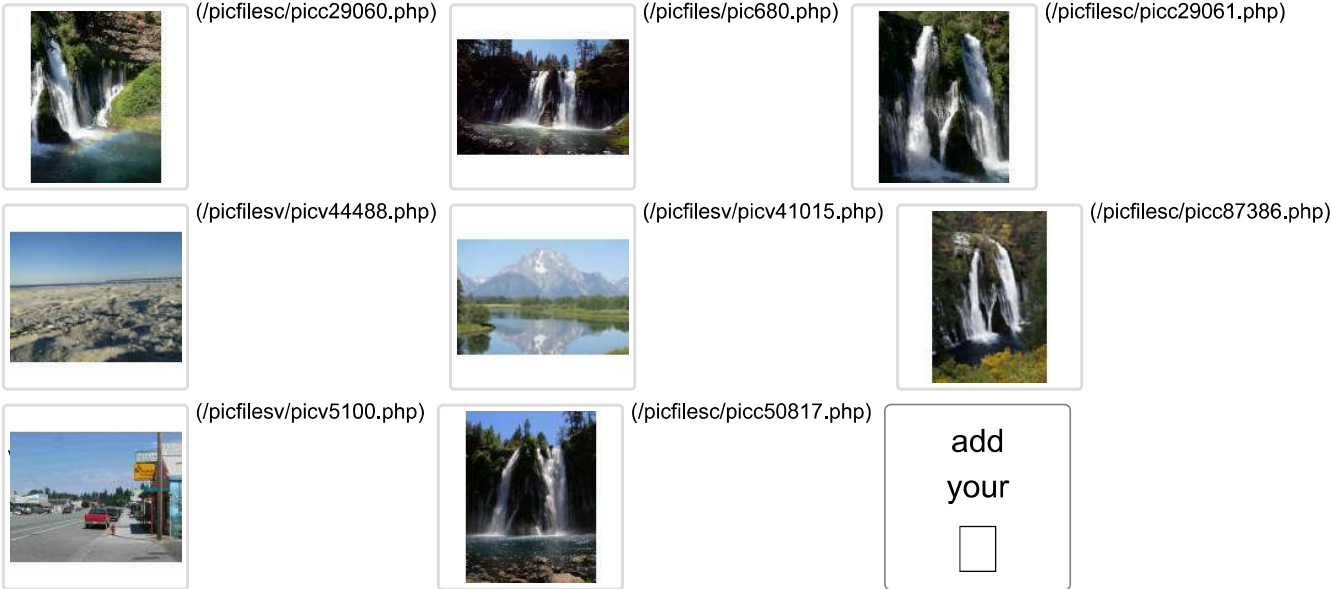 (/picfilesc/picc29060.php)
(/picfiles/pic680.php)
(/picfilesc/picc29061.php)
(/picfilesv/picv44488.php)
(/picfilesv/picv41015.php)
(/picfilesc/picc87386.php)
(/picfilesv/picv5100.php)
(/picfilesc/picc50817.php)
add
your